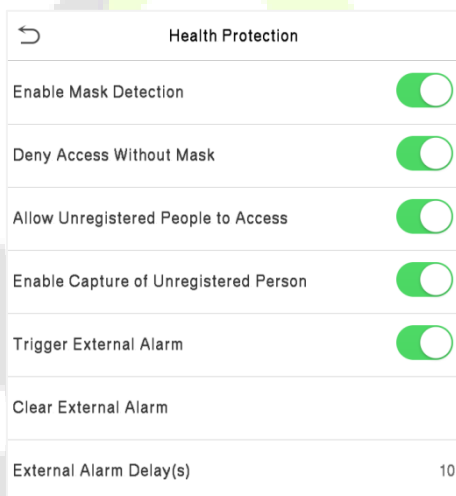 Health Protection
Enable Mask Detection
Deny Access Without Mask
Allow Unregistered People to Access
Enable Capture of Unregistered Person
Trigger External Alarm
Clear External Alarm
External Alarm Delay(s) 10